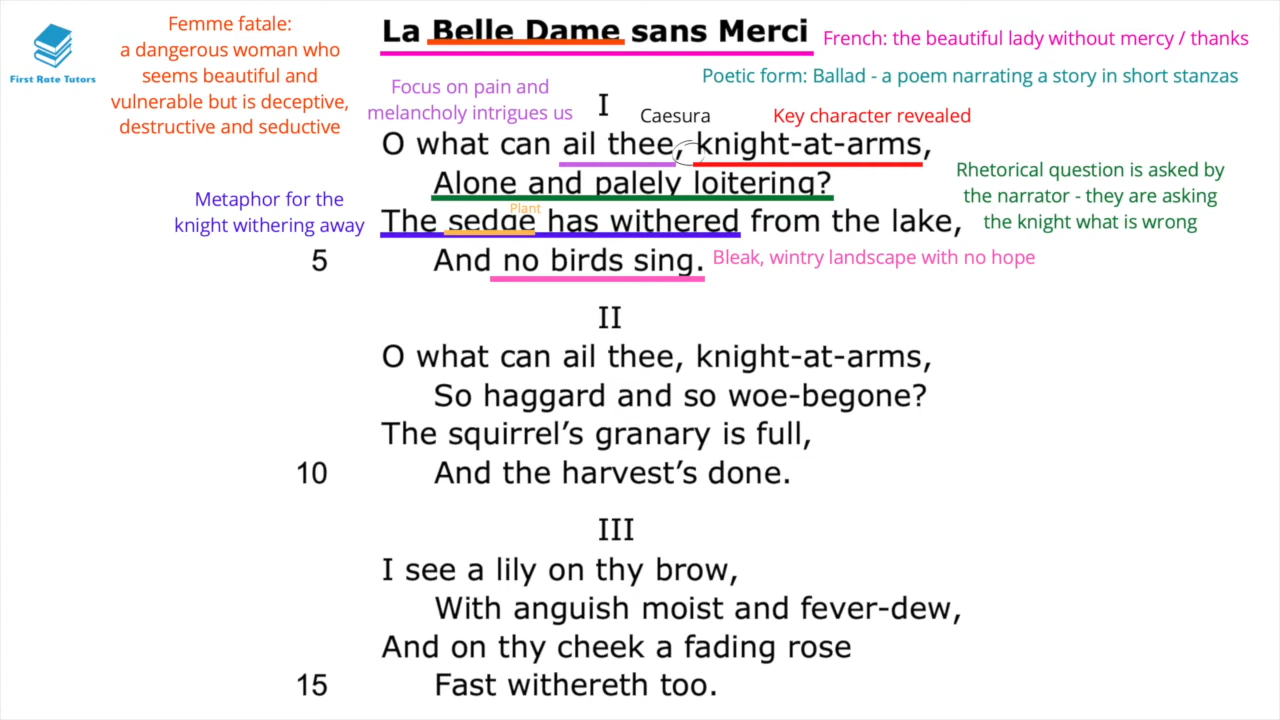 Femme fatale:
a dangerous woman who
seems beautiful and
vulnerable but is deceptive,
destructive and seductive
First Rate Tutors
La Belle Dame sans Merci
French: the beautiful lady without mercy / thanks
Poetic form: Ballad - a poem narrating a story in short stanzas
Focus on pain and
melancholy intrigues us
I
Caesura
Key character revealed
O what can ail thee, knight-at-arms,
Alone and palely loitering?
Rhetorical question is asked by
the narrator - they are asking
the knight what is wrong
Metaphor for the
knight withering away
Plant
The sedge has withered from the lake,
5 And no birds sing.
Bleak, wintry landscape with no hope
II
O what can ail thee, knight-at-arms,
So haggard and so woe-begone?
The squirrel's granary is full,
10 And the harvest's done.
III
I see a lily on thy brow,
With anguish moist and fever-dew,
And on thy cheek a fading rose
15 Fast withereth too.